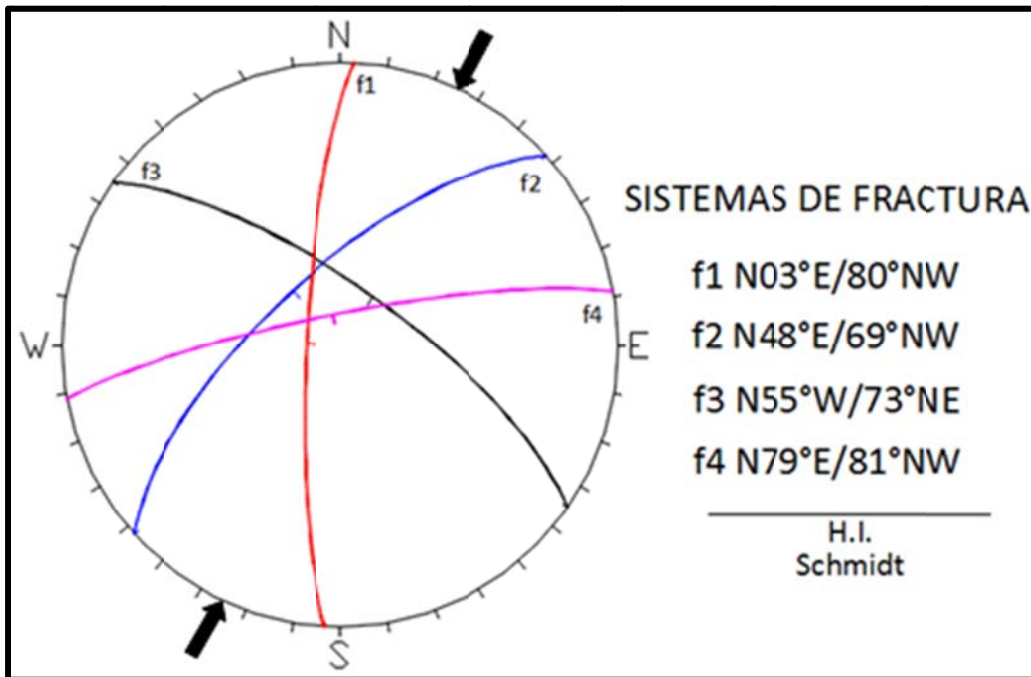 N
f1
f3
f2
f4
W
E
S
SISTEMAS DE FRACTURA
f1 N03°E/80°NW
f2 N48°E/69°NW
f3 N55°W/73°NE
f4 N79°E/81°NW
H.I.
Schmidt